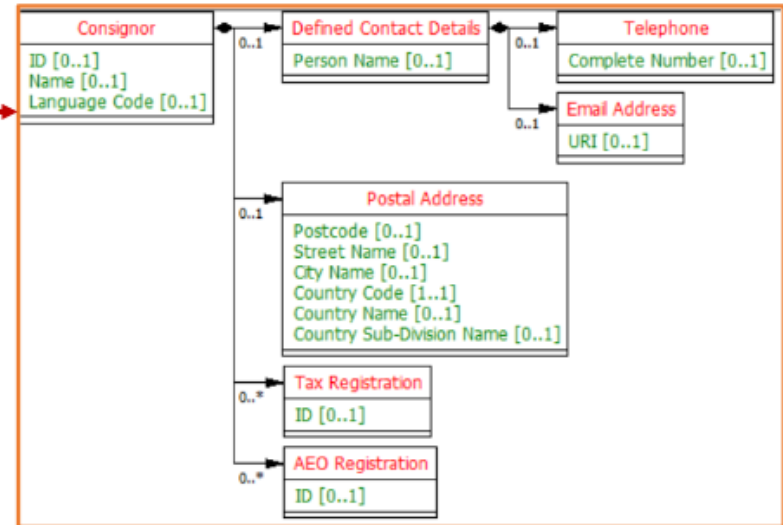 Consignor
ID [0..1]
Name [0..1]
Language Code [0..1]
0..1
Defined Contact Details
Person Name [0..1]
0..1
Telephone
Complete Number [0..1]
0..1
Email Address
URI [0..1]
0..1
Postal Address
Postcode [0..1]
Street Name [0..1]
City Name [0..1]
Country Code [1..1]
Country Name [0..1]
Country Sub-Division Name [0..1]
0..*
Tax Registration
ID [0..1]
0..*
AEO Registration
ID [0..1]